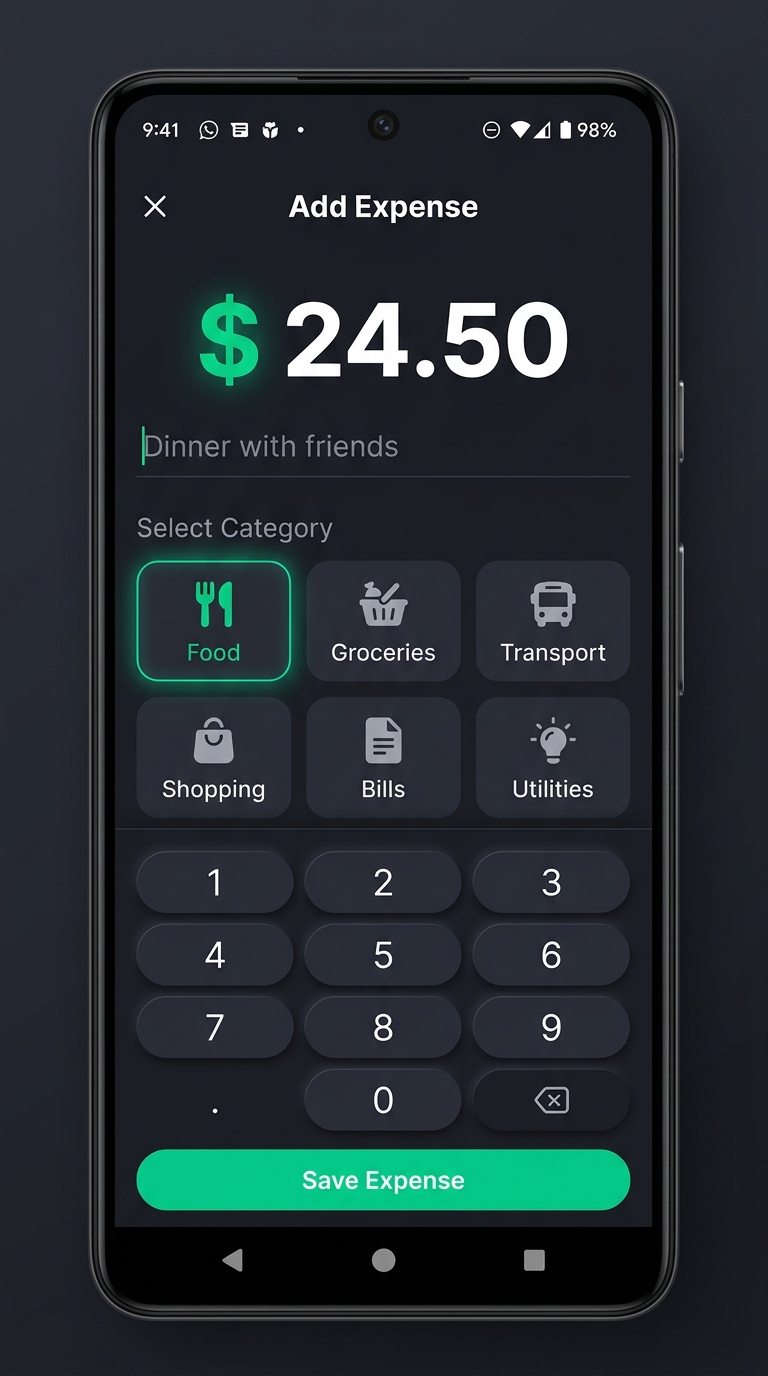 9:41 98%
Add Expense
$ 24.50
Dinner with friends
Select Category
Food Groceries Transport
Shopping Bills Utilities
1 2 3
4 5 6
7 8 9
. 0
Save Expense